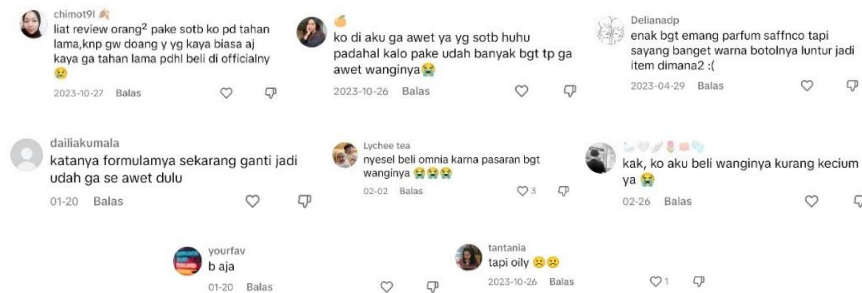 chimot9l
liat review orang² pake sotb ko pd tahan
lama,knp gw doang y yg kaya biasa aj
kaya ga tahan lama pdhl beli di officialny
😢
2023-10-27 Balas
🍊
ko di aku ga awet ya yg sotb huhu
padahal kalo pake udah banyak bgt tp ga
awet wanginya😭
2023-10-26 Balas
Delianadp
enak bgt emang parfum saffnco tapi
sayang banget warna botolnya luntur jadi
item dimana2 :(
2023-04-29 Balas
dailiakumala
katanya formulamya sekarang ganti jadi
udah ga se awet dulu
01-20 Balas
Lychee tea
nyesel beli omnia karna pasaran bgt
wanginya 😭😭😭
02-02 Balas 3
kak, ko aku beli wanginya kurang kecium
ya 😭
02-26 Balas
yourfav
b aja
01-20 Balas
tantania
tapi oily ☹️☹️
2023-10-26 Balas 1